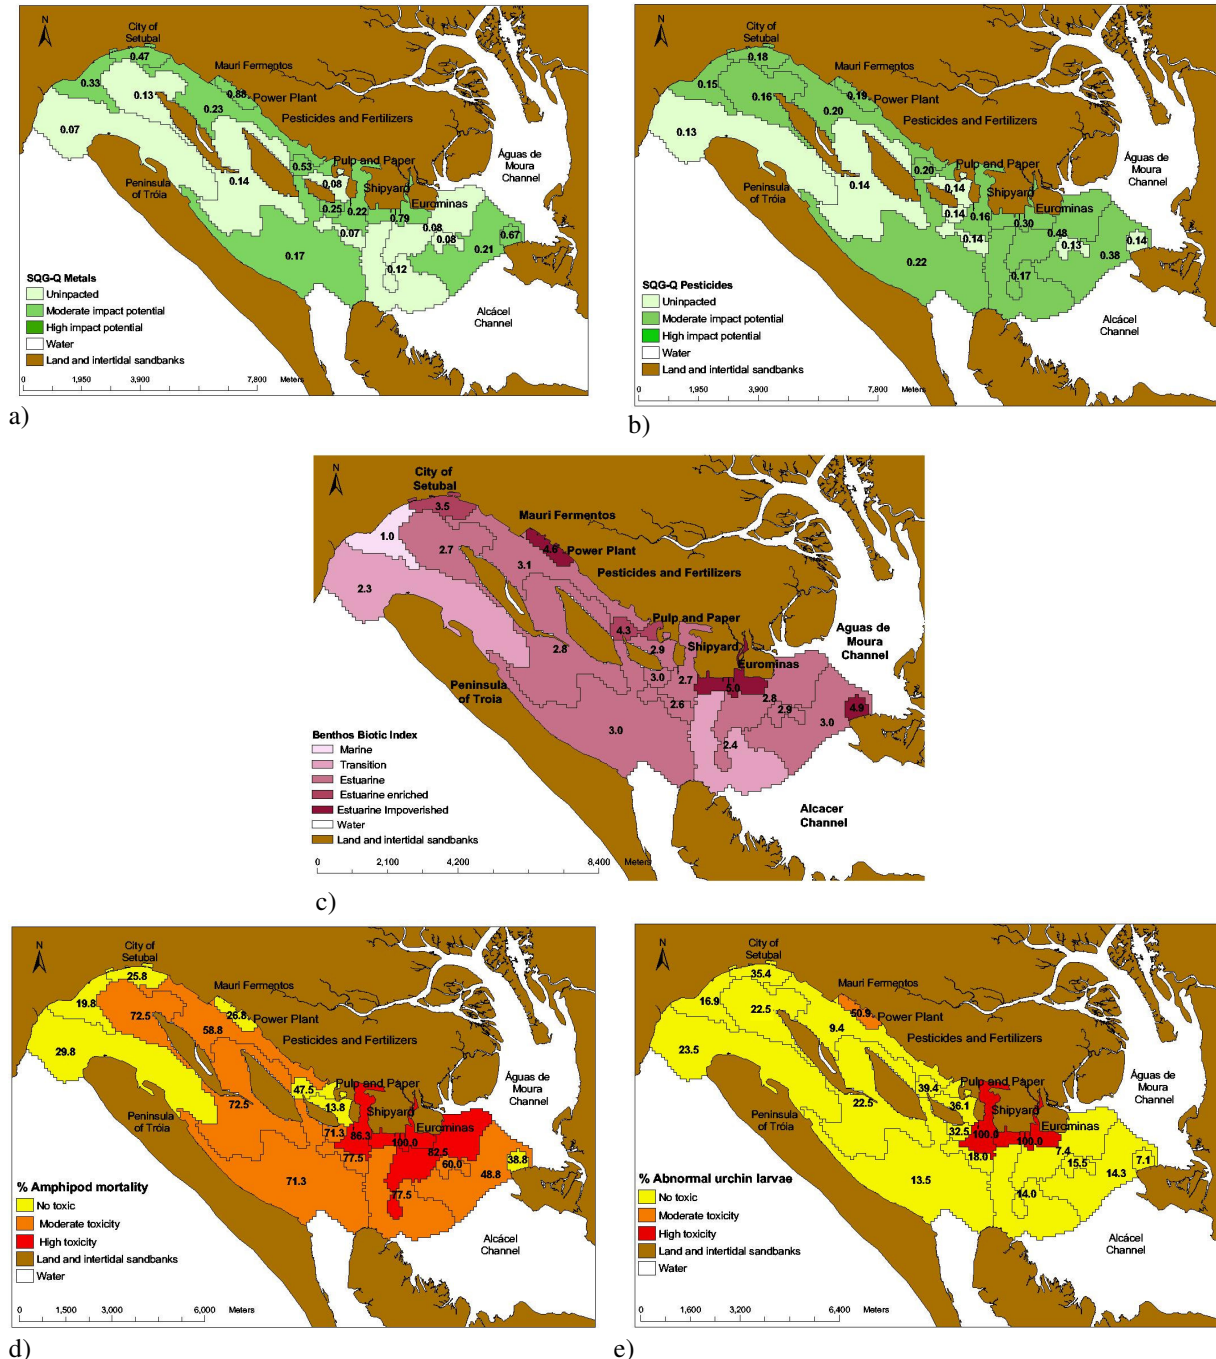 N
City of
Setubal
0.47
Mauri Fermentos
0.33
0.88
Power Plant
0.13
0.23
Pesticides and Fertilizers
0.07
Pulp and Paper
0.53
Águas de
Moura
Channel
Peninsula
of Tróia
0.14
0.08
Shipyard
0.25
0.22
Eurominas
0.79
0.07
0.08
0.08
0.67
0.21
0.17
0.12
SQG-Q Metals
Uninpacted
Moderate impact potential
High impact potential
Water
Land and intertidal sandbanks
Alcácel
Channel
0 1,950 3,900 7,800 Meters
a)
N
City of
Setubal
0.18
Mauri Fermentos
0.15
0.19
Power Plant
0.16
0.20
Pesticides and Fertilizers
0.13
Pulp and Paper
0.20
Águas de
Moura
Channel
Peninsula
of Tróia
0.14
0.14
Shipyard
0.14
0.16
Eurominas
0.30
0.48
0.14
0.13
0.14
0.38
0.22
0.17
SQG-Q Pesticides
Uninpacted
Moderate impact potential
High impact potential
Water
Land and intertidal sandbanks
Alcácel
Channel
0 1,950 3,900 7,800 Meters
b)
N
City of
Setubal
3.5
Mauri Fermentos
1.0
4.6
Power Plant
2.7
3.1
Pesticides and Fertilizers
2.3
Pulp and Paper
4.3
Aguas de
Moura
Channel
2.8
2.9
Shipyard
Eurominas
Peninsula
of Troia
3.0
2.7
5.0
2.8
2.6
2.9
4.9
3.0
3.0
2.4
Benthos Biotic Index
Marine
Transition
Estuarine
Estuarine enriched
Estuarine Impoverished
Water
Land and intertidal sandbanks
Alcacer
Channel
0 2,100 4,200 8,400 Meters
c)
N
City of
Setubal
25.8
Mauri Fermentos
19.8
26.8
Power Plant
72.5
58.8
Pesticides and Fertilizers
29.8
Pulp and Paper
47.5
Águas de
Moura
Channel
Peninsula
of Tróia
72.5
13.8
Shipyard
71.3
86.3
Eurominas
100.0
82.5
77.5
60.0
38.8
48.8
71.3
77.5
% Amphipod mortality
No toxic
Moderate toxicity
High toxicity
Land and intertidal sandbanks
Water
Alcácel
Channel
0 1,500 3,000 6,000 Meters
d)
N
City of
Setubal
35.4
Mauri Fermentos
16.9
50.9
Power Plant
22.5
9.4
Pesticides and Fertilizers
23.5
Pulp and Paper
39.4
Águas de
Moura
Channel
Peninsula
of Tróia
22.5
36.1
Shipyard
32.5
100.0
Eurominas
100.0
7.4
18.0
15.5
7.1
14.3
13.5
14.0
% Abnormal urchin larvae
No toxic
Moderate toxicity
High toxicity
Land and intertidal sandbanks
Water
Alcácel
Channel
0 1,600 3,200 6,400 Meters
e)